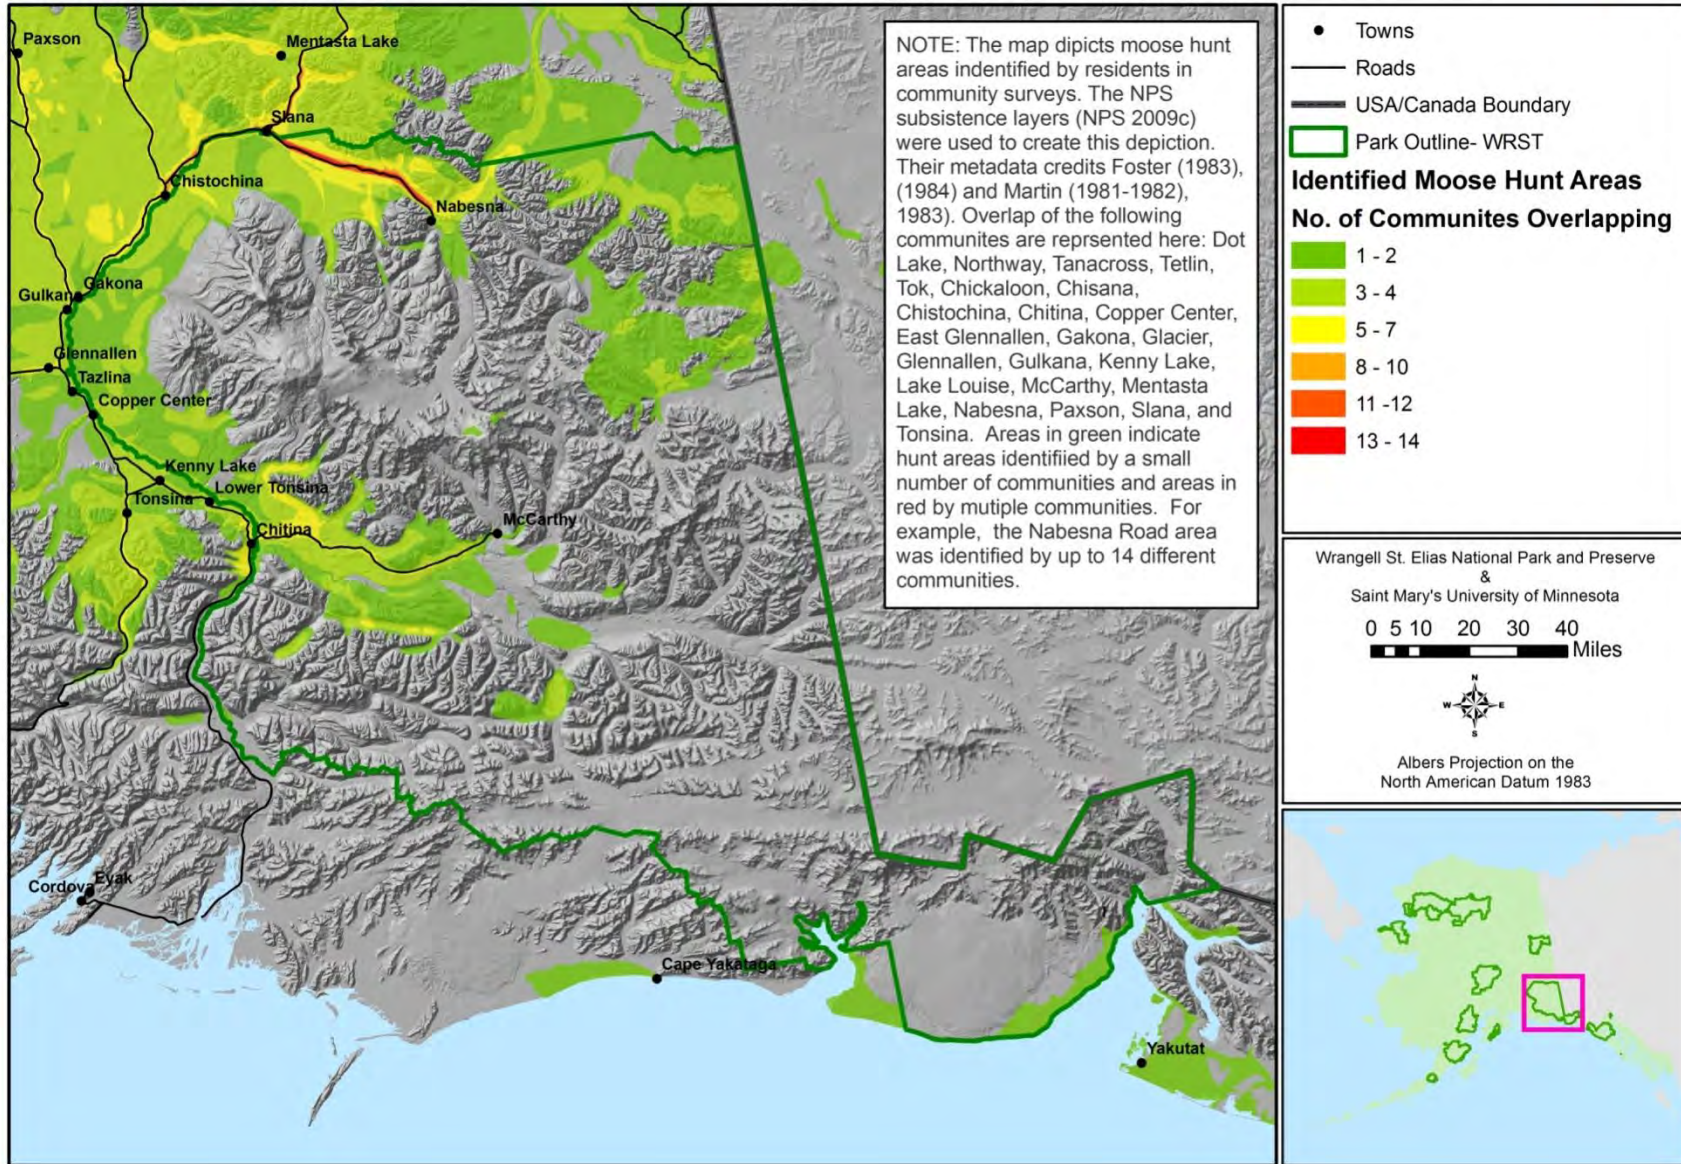 Paxson
Mentasta Lake
Slana
Chistochina
Nabesna
Gakona
Gulkana
Glennallen
Tazlina
Copper Center
Kenny Lake
Lower Tonsina
Tonsina
Chitina
McCarthy
Eyak
Cordova
Cape Yakataga
Yakutat
NOTE: The map dipicts moose hunt
areas indentified by residents in
community surveys. The NPS
subsistence layers (NPS 2009c)
were used to create this depiction.
Their metadata credits Foster (1983),
(1984) and Martin (1981-1982),
1983). Overlap of the following
communites are reprsented here: Dot
Lake, Northway, Tanacross, Tetlin,
Tok, Chickaloon, Chisana,
Chistochina, Chitina, Copper Center,
East Glennallen, Gakona, Glacier,
Glennallen, Gulkana, Kenny Lake,
Lake Louise, McCarthy, Mentasta
Lake, Nabesna, Paxson, Slana, and
Tonsina. Areas in green indicate
hunt areas identifiied by a small
number of communities and areas in
red by mutiple communities. For
example, the Nabesna Road area
was identified by up to 14 different
communities.
Towns
Roads
USA/Canada Boundary
Park Outline- WRST
Identified Moose Hunt Areas
No. of Communites Overlapping
1 - 2
3 - 4
5 - 7
8 - 10
11 -12
13 - 14
Wrangell St. Elias National Park and Preserve
&
Saint Mary's University of Minnesota
0 5 10 20 30 40
Miles
N
W E
S
Albers Projection on the
North American Datum 1983